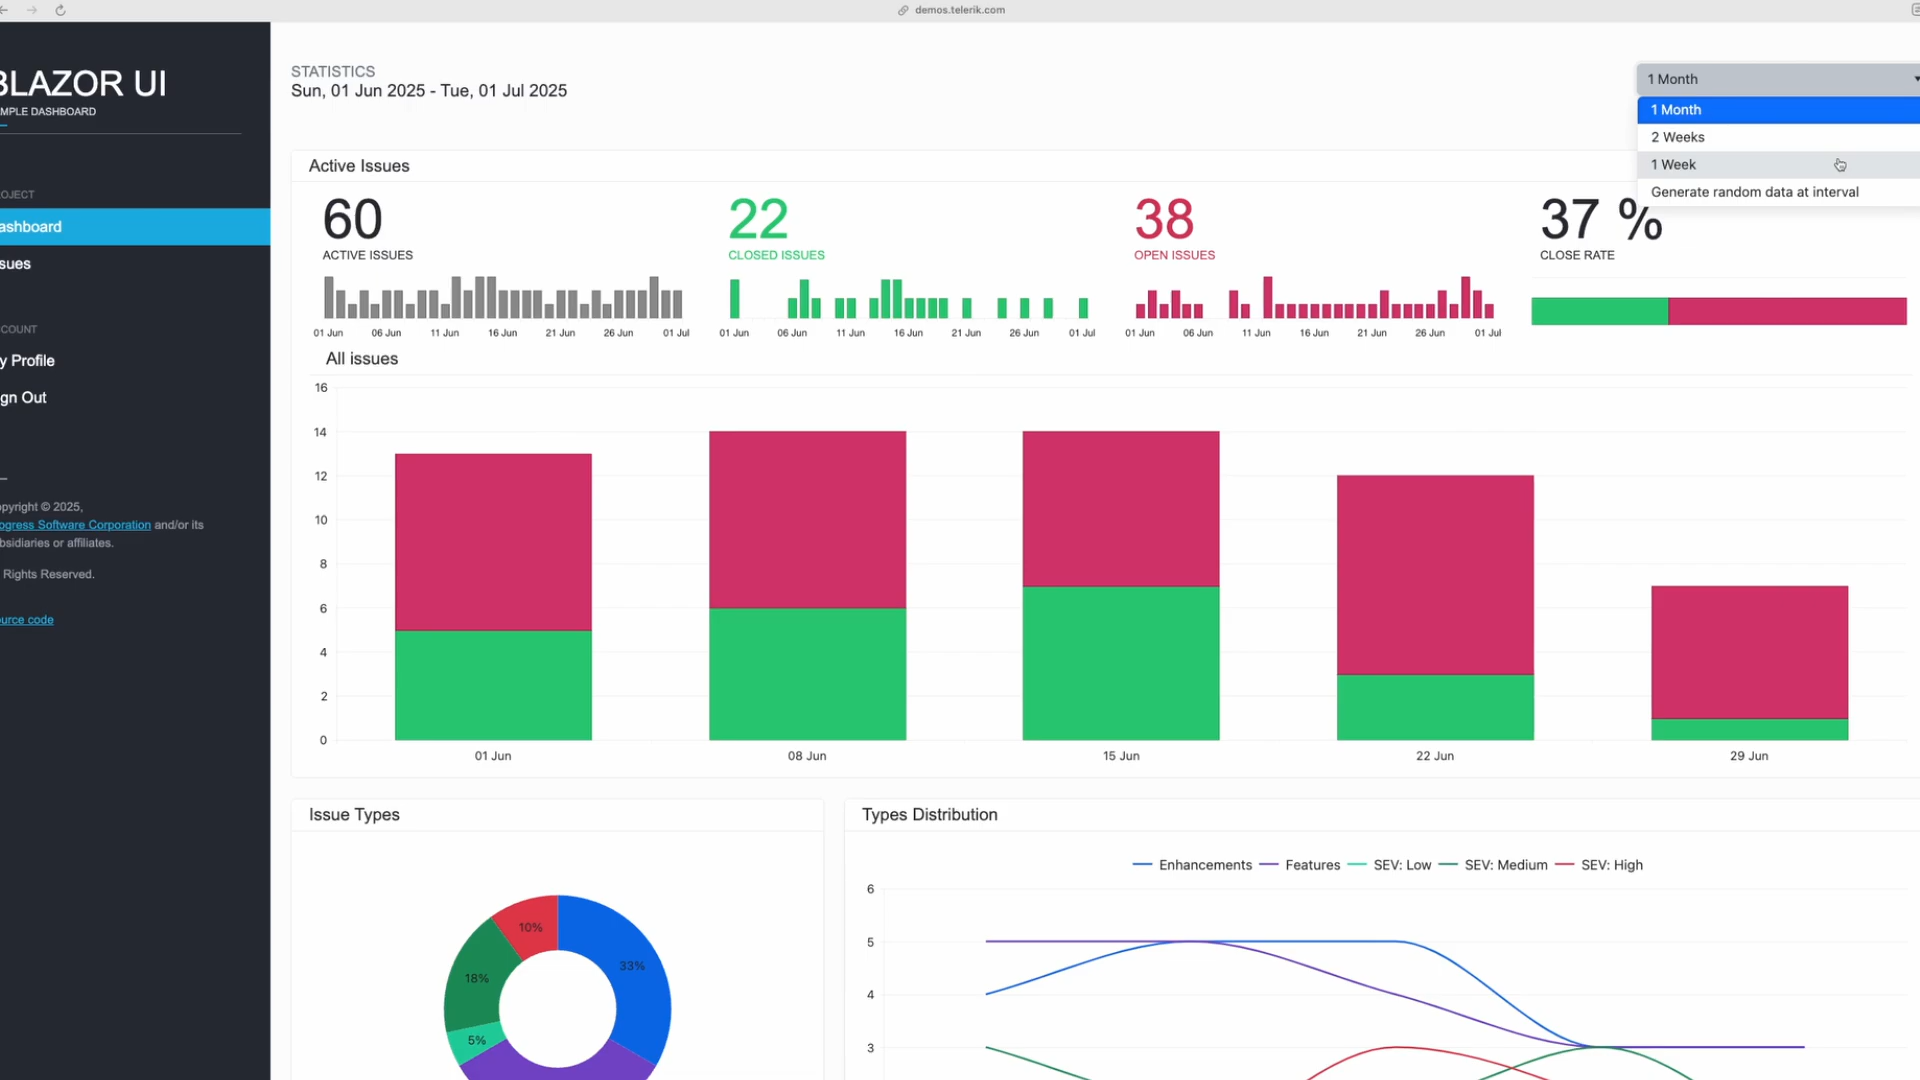 demos.telerik.com
BLAZOR UI
MPLE DASHBOARD
OJECT
ashboard
sues
COUNT
y Profile
gn Out
opyright © 2025,
ogress Software Corporation and/or its
bsidiaries or affiliates.
Rights Reserved.
urce code
STATISTICS
Sun, 01 Jun 2025 - Tue, 01 Jul 2025
1 Month
1 Month
2 Weeks
1 Week
Generate random data at interval
Active Issues
60
ACTIVE ISSUES
01 Jun 06 Jun 11 Jun 16 Jun 21 Jun 26 Jun 01 Jul
22
CLOSED ISSUES
01 Jun 06 Jun 11 Jun 16 Jun 21 Jun 26 Jun 01 Jul
38
OPEN ISSUES
01 Jun 06 Jun 11 Jun 16 Jun 21 Jun 26 Jun 01 Jul
37 %
CLOSE RATE
All issues
16
14
12
10
8
6
4
2
0
01 Jun 08 Jun 15 Jun 22 Jun 29 Jun
Issue Types
10%
33%
18%
5%
Types Distribution
Enhancements Features SEV: Low SEV: Medium SEV: High
6
5
4
3